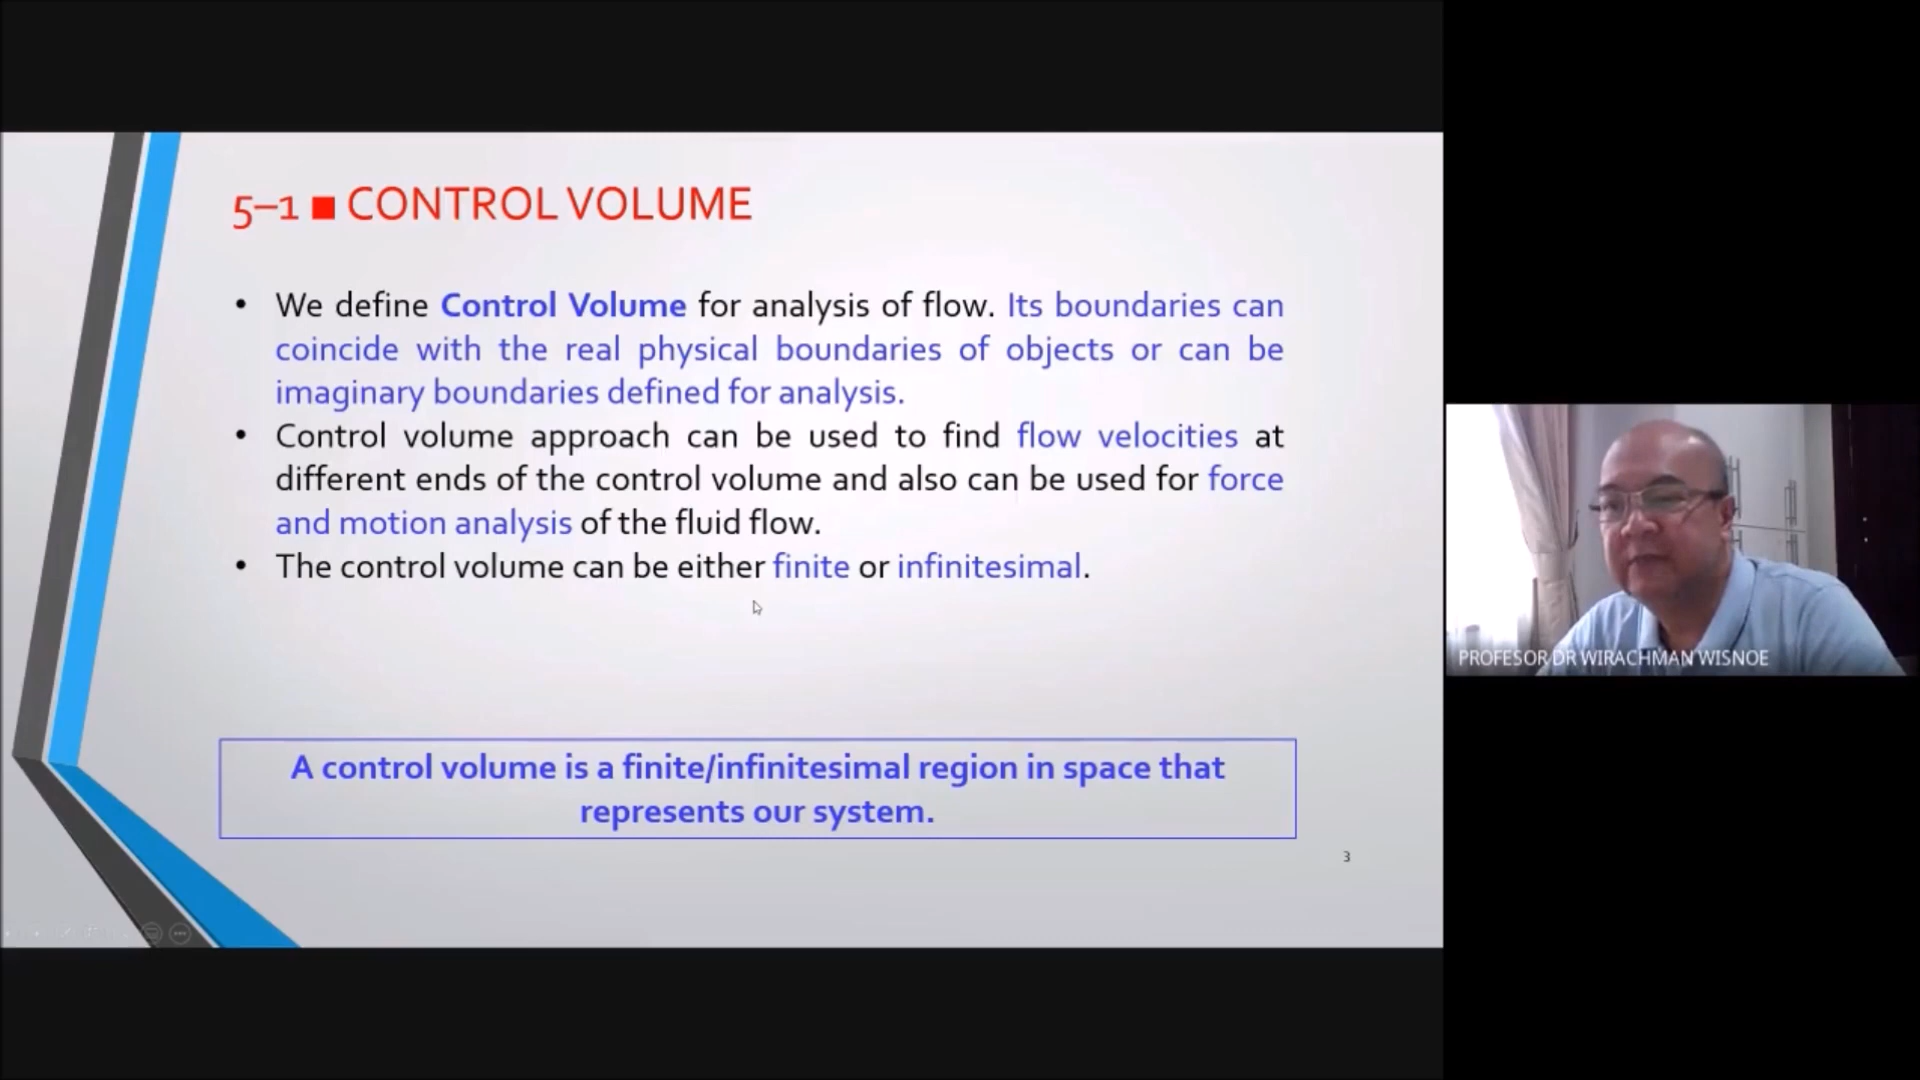 5–1 ■ CONTROL VOLUME
• We define Control Volume for analysis of flow. Its boundaries can
coincide with the real physical boundaries of objects or can be
imaginary boundaries defined for analysis.
• Control volume approach can be used to find flow velocities at
different ends of the control volume and also can be used for force
and motion analysis of the fluid flow.
• The control volume can be either finite or infinitesimal.
A control volume is a finite/infinitesimal region in space that
represents our system.
3
PROFESOR DR WIRACHMAN WISNOE